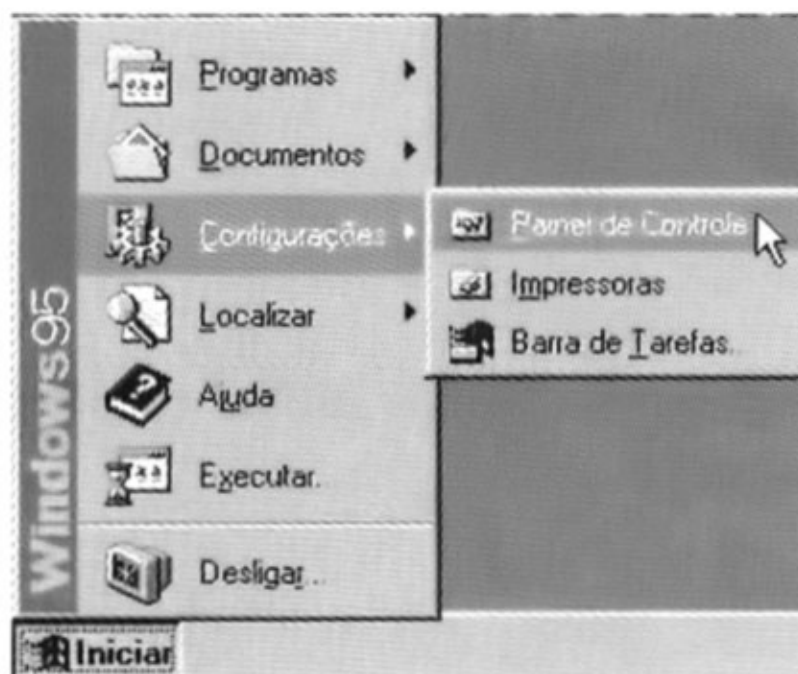 Programas
Documentos
Configurações
Painel de Controle
Impressoras
Barra de Tarefas...
Localizar
Ajuda
Executar...
Desligar...
Windows95
Iniciar